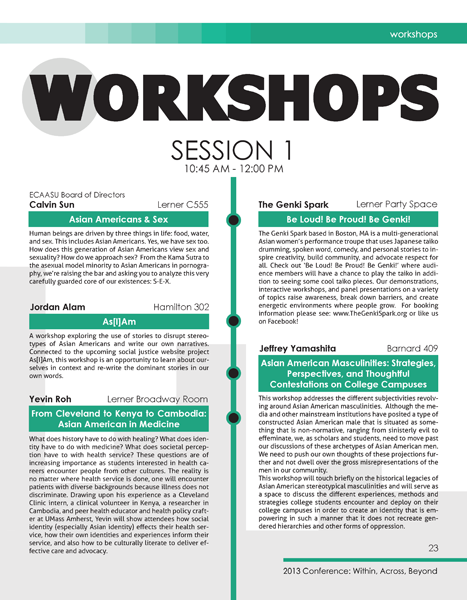 workshops
WORKSHOPS
SESSION 1
10:45 AM - 12:00 PM
ECAASU Board of Directors
Calvin Sun Lerner C555
Asian Americans & Sex
Human beings are driven by three things in life: food, water,
and sex. This includes Asian Americans. Yes, we have sex too.
How does this generation of Asian Americans view sex and
sexuality? How do we approach sex? From the Kama Sutra to
the asexual model minority to Asian Americans in pornogra-
phy, we're raising the bar and asking you to analyze this very
carefully guarded core of our existences: S-E-X.
Jordan Alam Hamilton 302
As[I]Am
A workshop exploring the use of stories to disrupt stereo-
types of Asian Americans and write our own narratives.
Connected to the upcoming social justice website project
As[I]Am, this workshop is an opportunity to learn about our-
selves in context and re-write the dominant stories in our
own words.
Yevin Roh Lerner Broadway Room
From Cleveland to Kenya to Cambodia:
Asian American in Medicine
What does history have to do with healing? What does iden-
tity have to do with medicine? What does societal percep-
tion have to with health service? These questions are of
increasing importance as students interested in health ca-
reers encounter people from other cultures. The reality is
no matter where health service is done, one will encounter
patients with diverse backgrounds because illness does not
discriminate. Drawing upon his experience as a Cleveland
Clinic intern, a clinical volunteer in Kenya, a researcher in
Cambodia, and peer health educator and health policy craft-
er at UMass Amherst, Yevin will show attendees how social
identity (especially Asian identity) effects their health ser-
vice, how their own identities and experiences inform their
service, and also how to be culturally literate to deliver ef-
fective care and advocacy.
The Genki Spark Lerner Party Space
Be Loud! Be Proud! Be Genki!
The Genki Spark based in Boston, MA is a multi-generational
Asian women's performance troupe that uses Japanese taiko
drumming, spoken word, comedy, and personal stories to in-
spire creativity, build community, and advocate respect for
all. Check out 'Be Loud! Be Proud! Be Genki!' where audi-
ence members will have a chance to play the taiko in addi-
tion to seeing some cool taiko pieces. Our demonstrations,
interactive workshops, and panel presentations on a variety
of topics raise awareness, break down barriers, and create
energetic environments where people grow. For booking
information please see: www.TheGenkiSpark.org or like us
on Facebook!
Jeffrey Yamashita Barnard 409
Asian American Masculinities: Strategies,
Perspectives, and Thoughtful
Contestations on College Campuses
This workshop addresses the different subjectivities revolv-
ing around Asian American masculinities. Although the me-
dia and other mainstream institutions have posited a type of
constructed Asian American male that is situated as some-
thing that is non-normative, ranging from sinisterly evil to
effeminate, we, as scholars and students, need to move past
our discussions of these archetypes of Asian American men.
We need to push our own thoughts of these projections fur-
ther and not dwell over the gross misrepresentations of the
men in our community.
This workshop will touch briefly on the historical legacies of
Asian American stereotypical masculinities and will serve as
a space to discuss the different experiences, methods and
strategies college students encounter and deploy on their
college campuses in order to create an identity that is em-
powering in such a manner that it does not recreate gen-
dered hierarchies and other forms of oppression.
23
2013 Conference: Within, Across, Beyond